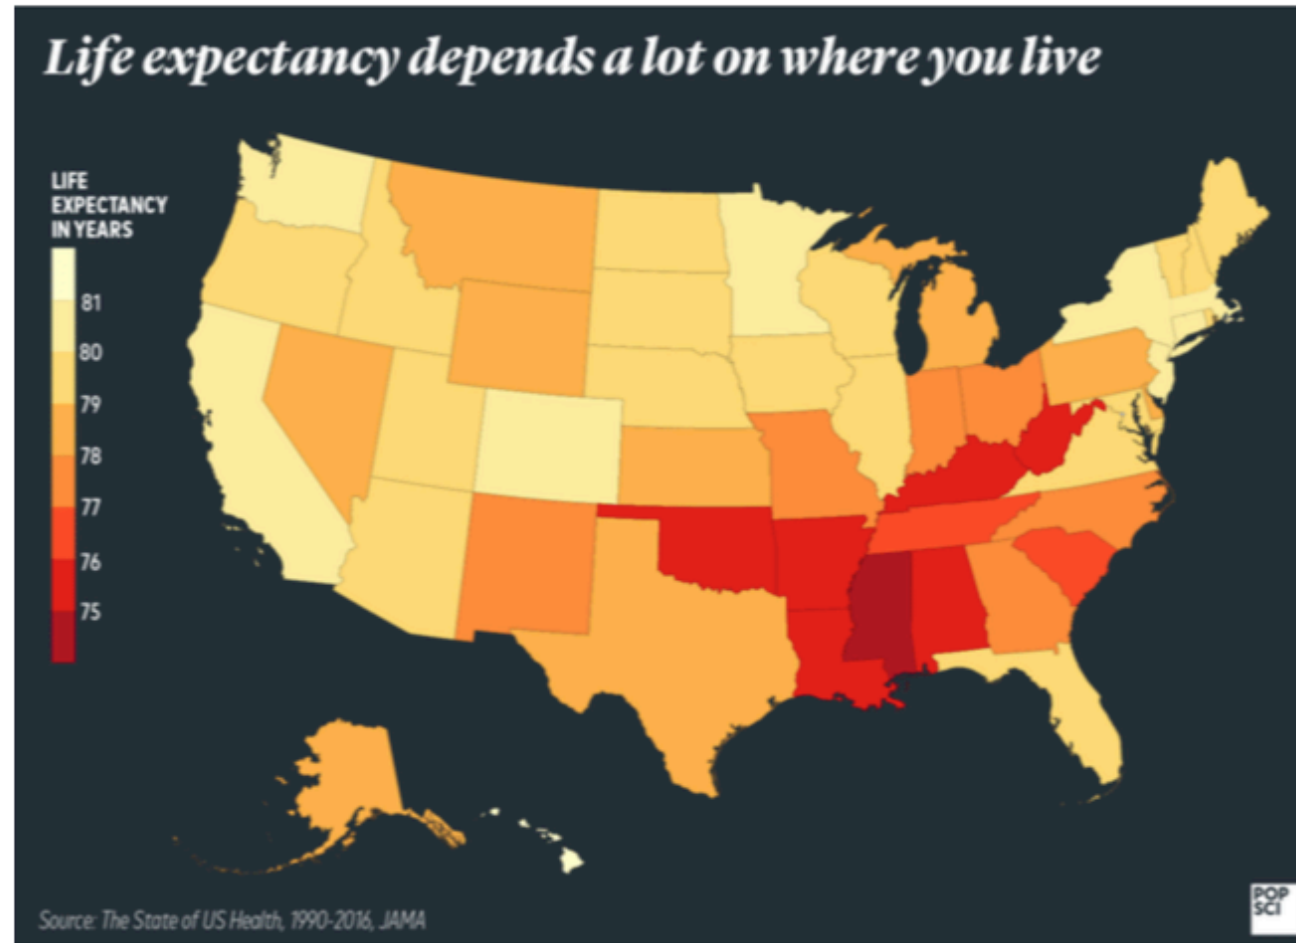 Life expectancy depends a lot on where you live
LIFE
EXPECTANCY
IN YEARS
81
80
79
78
77
76
75
Source: The State of US Health, 1990-2016, JAMA
POP
SCI